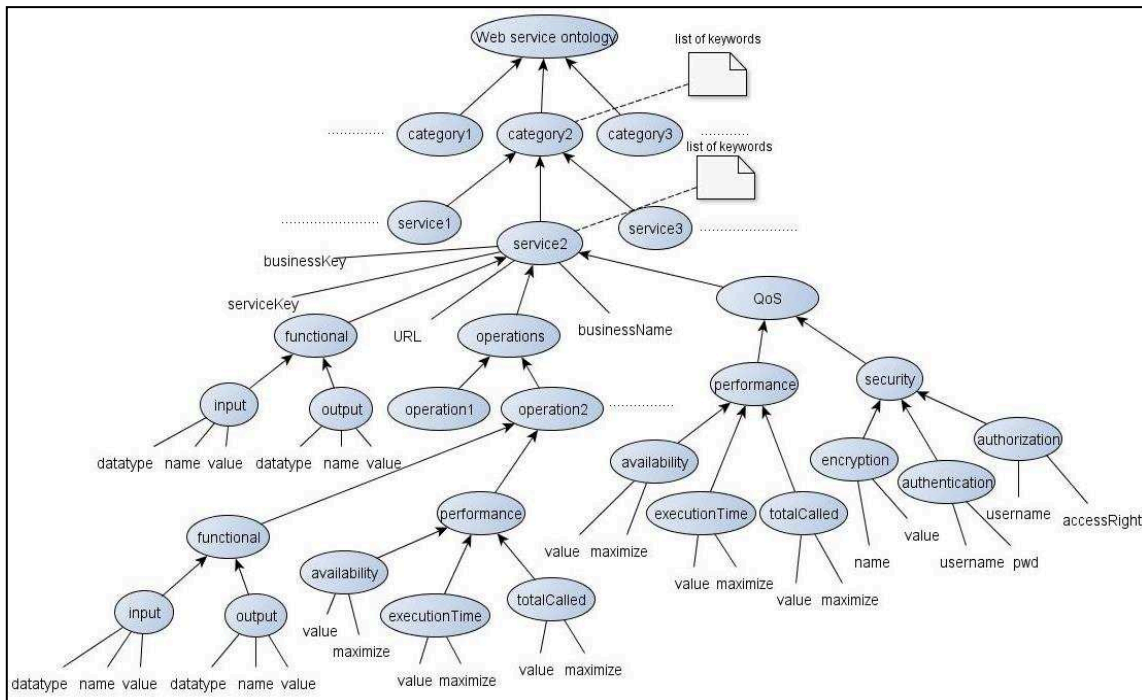 Web service ontology
list of keywords
category1
category2
category3
list of keywords
service1
service2
service3
businessKey
serviceKey
QoS
functional
URL
operations
businessName
performance
security
input
output
operation1
operation2
authorization
datatype name value
datatype name value
availability
encryption
authentication
username
accessRight
performance
executionTime
totalCalled
functional
value maximize
name
value
username pwd
availability
value maximize
value maximize
input
output
executionTime
totalCalled
value
maximize
datatype name value
datatype name value
value maximize
value maximize